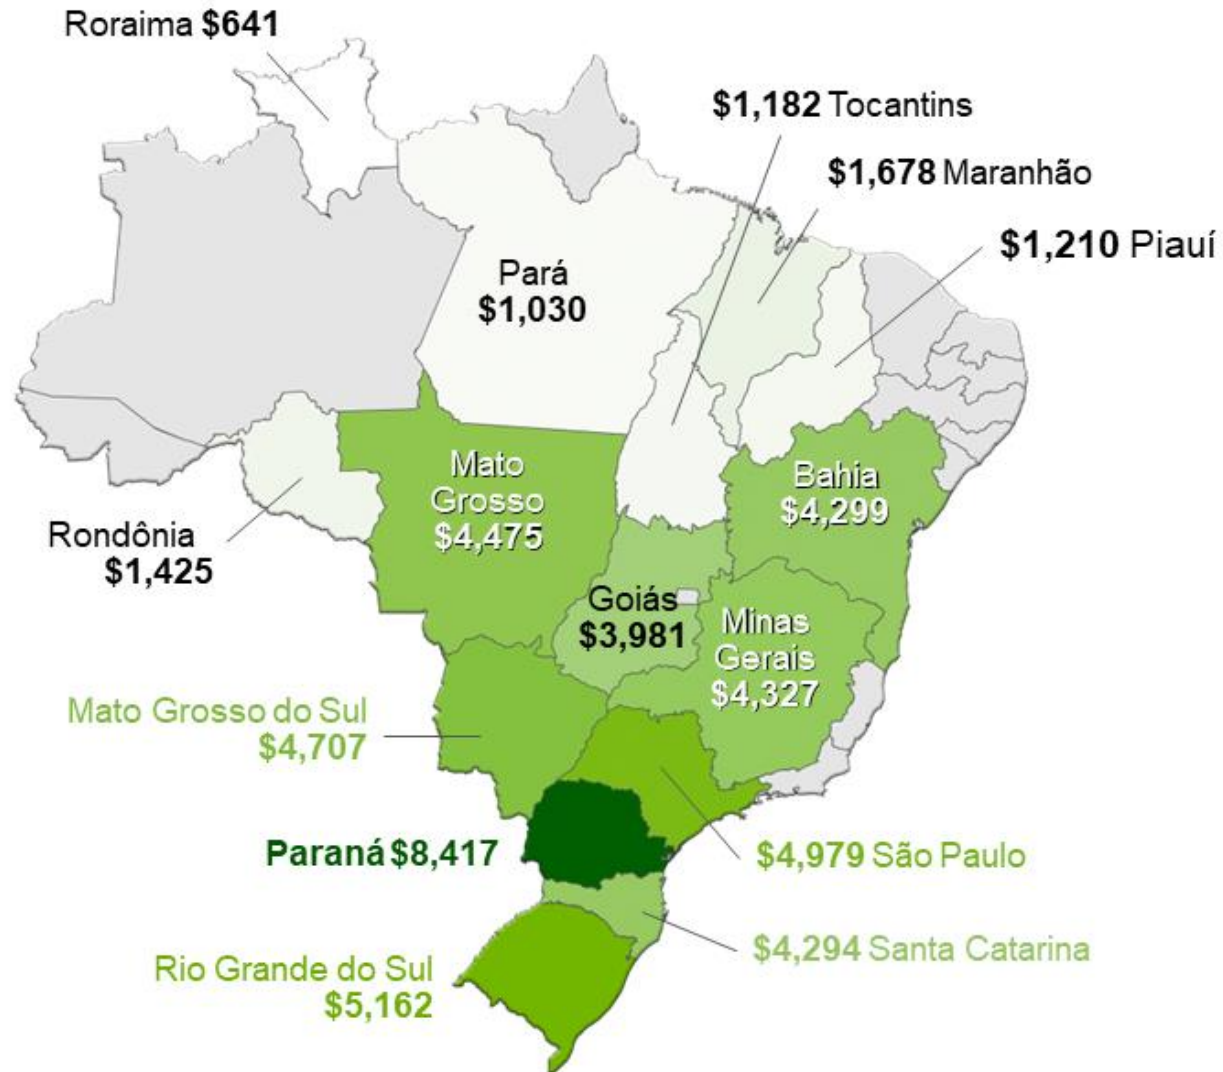 Roraima $641
$1,182 Tocantins
$1,678 Maranhão
$1,210 Piauí
Pará
$1,030
Mato
Grosso
$4,475
Bahia
$4,299
Rondônia
$1,425
Goiás
$3,981
Minas
Gerais
$4,327
Mato Grosso do Sul
$4,707
Paraná $8,417
$4,979 São Paulo
$4,294 Santa Catarina
Rio Grande do Sul
$5,162